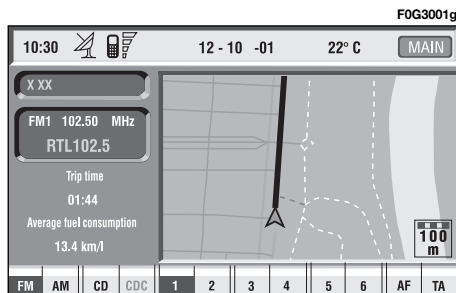 F0G3001g
10:30 12 - 10 -01 22° C MAIN
X XX
FM1 102.50 MHz
RTL102.5
Trip time
01:44
Average fuel consumption
13.4 km/l
100
m
FM AM CD CDC 1 2 3 4 5 6 AF TA